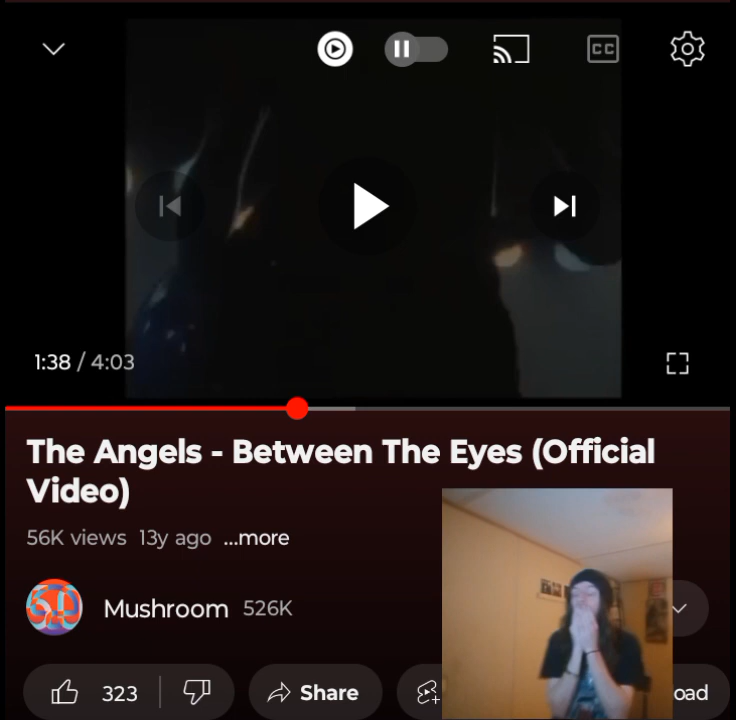 CC
1:38 / 4:03
The Angels - Between The Eyes (Official
Video)
56K views 13y ago ...more
Mushroom 526K
323 Share oad